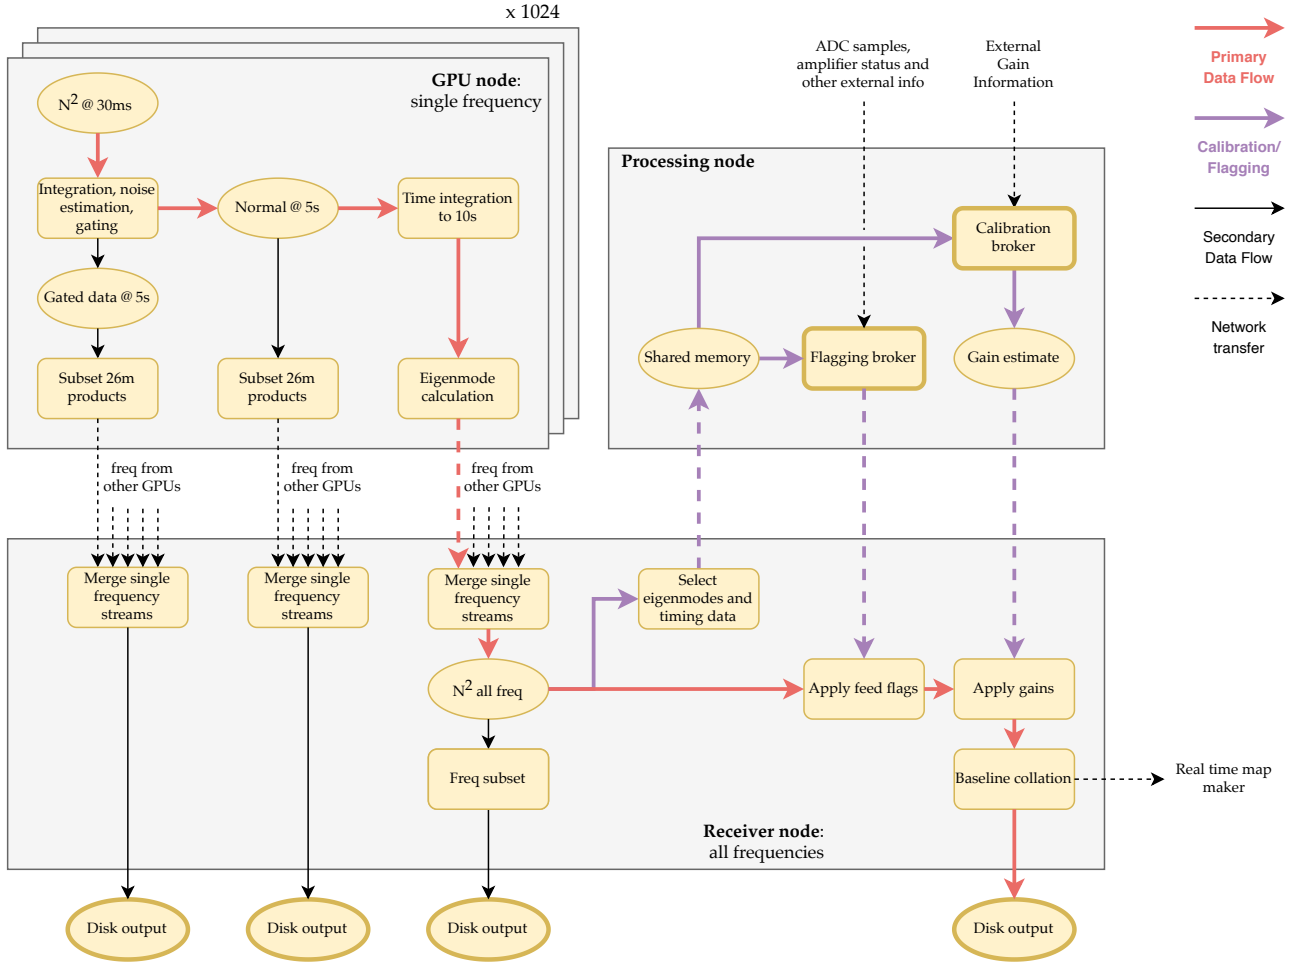 x 1024
GPU node:
single frequency
N² @ 30ms
Integration, noise
estimation,
gating
Normal @ 5s
Time integration
to 10s
Gated data @ 5s
Subset 26m
products
Subset 26m
products
Eigenmode
calculation
ADC samples,
amplifier status and
other external info
External
Gain
Information
Processing node
Calibration
broker
Shared memory
Flagging broker
Gain estimate
Primary
Data Flow
Calibration/
Flagging
Secondary
Data Flow
Network
transfer
freq from
other GPUs
freq from
other GPUs
freq from
other GPUs
Merge single
frequency
streams
Merge single
frequency
streams
Merge single
frequency
streams
Select
eigenmodes and
timing data
N² all freq
Apply feed flags
Apply gains
Freq subset
Baseline collation
Real time map
maker
Receiver node:
all frequencies
Disk output
Disk output
Disk output
Disk output